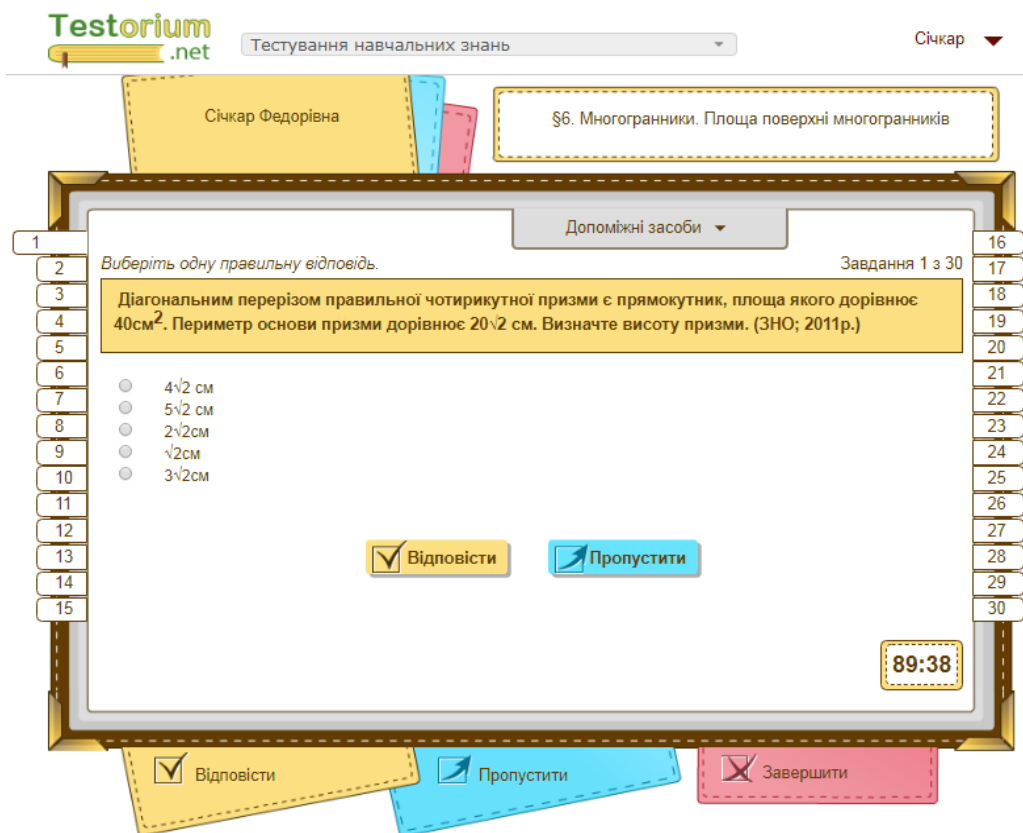 Testorium
.net
Тестування навчальних знань
Січкар
Січкар Федорівна
§6. Многогранники. Площа поверхні многогранників
Допоміжні засоби
Виберіть одну правильну відповідь.
Завдання 1 з 30
Діагональним перерізом правильної чотирикутної призми є прямокутник, площа якого дорівнює
40см². Периметр основи призми дорівнює 20√2 см. Визначте висоту призми. (ЗНО; 2011р.)
4√2 см
5√2 см
2√2см
√2см
3√2см
Відповісти
Пропустити
1
2
3
4
5
6
7
8
9
10
11
12
13
14
15
16
17
18
19
20
21
22
23
24
25
26
27
28
29
30
89:38
Відповісти
Пропустити
Завершити